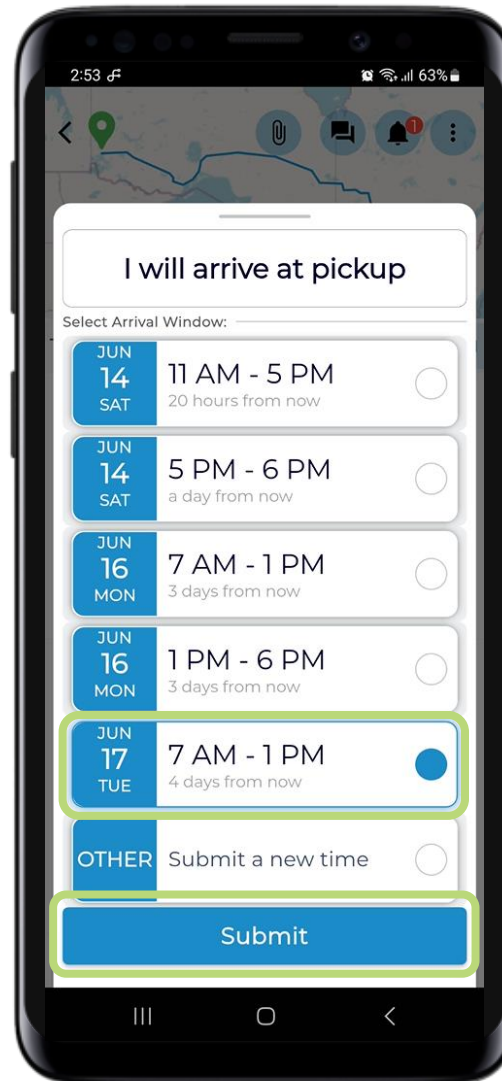 2:53
63%
1
I will arrive at pickup
Select Arrival Window:
JUN
14
SAT
11 AM - 5 PM
20 hours from now
JUN
14
SAT
5 PM - 6 PM
a day from now
JUN
16
MON
7 AM - 1 PM
3 days from now
JUN
16
MON
1 PM - 6 PM
3 days from now
JUN
17
TUE
7 AM - 1 PM
4 days from now
OTHER
Submit a new time
Submit